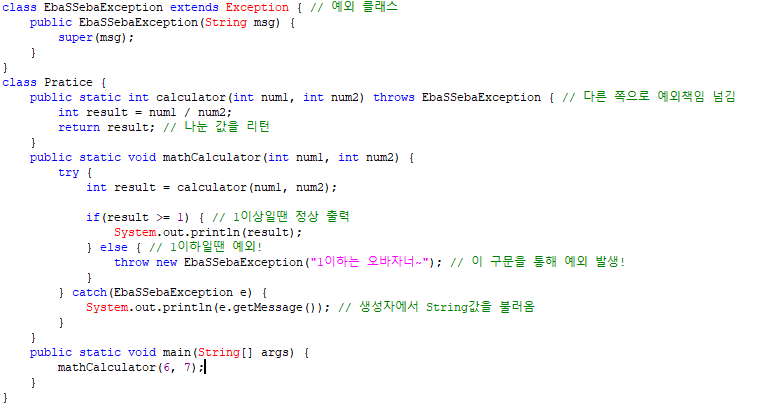 class EbaSSebaException extends Exception { // 예외 클래스
    public EbaSSebaException(String msg) {
        super(msg);
    }
}
class Pratice {
    public static int calculator(int num1, int num2) throws EbaSSebaException { // 다른 쪽으로 예외책임 넘김
        int result = num1 / num2;
        return result; // 나눈 값을 리턴
    }
    public static void mathCalculator(int num1, int num2) {
        try {
            int result = calculator(num1, num2);

            if(result >= 1) { // 1이상일땐 정상 출력
                System.out.println(result);
            } else { // 1이하일땐 예외!
                throw new EbaSSebaException("1이하는 오바자너~"); // 이 구문을 통해 예외 발생!
            }
        } catch(EbaSSebaException e) {
            System.out.println(e.getMessage()); // 생성자에서 String값을 불러옴
        }
    }
    public static void main(String[] args) {
        mathCalculator(6, 7);
    }
}